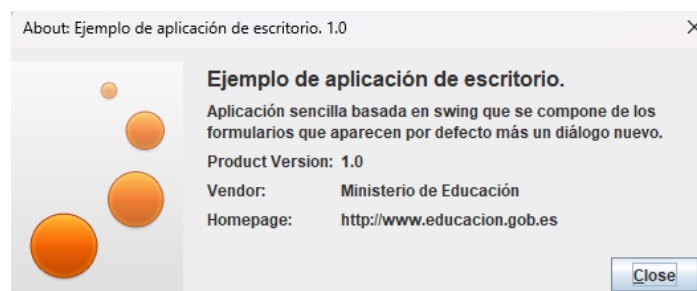 About: Ejemplo de aplicación de escritorio. 1.0
Ejemplo de aplicación de escritorio.
Aplicación sencilla basada en swing que se compone de los
formularios que aparecen por defecto más un diálogo nuevo.
Product Version: 1.0
Vendor: Ministerio de Educación
Homepage: http://www.educacion.gob.es
Close